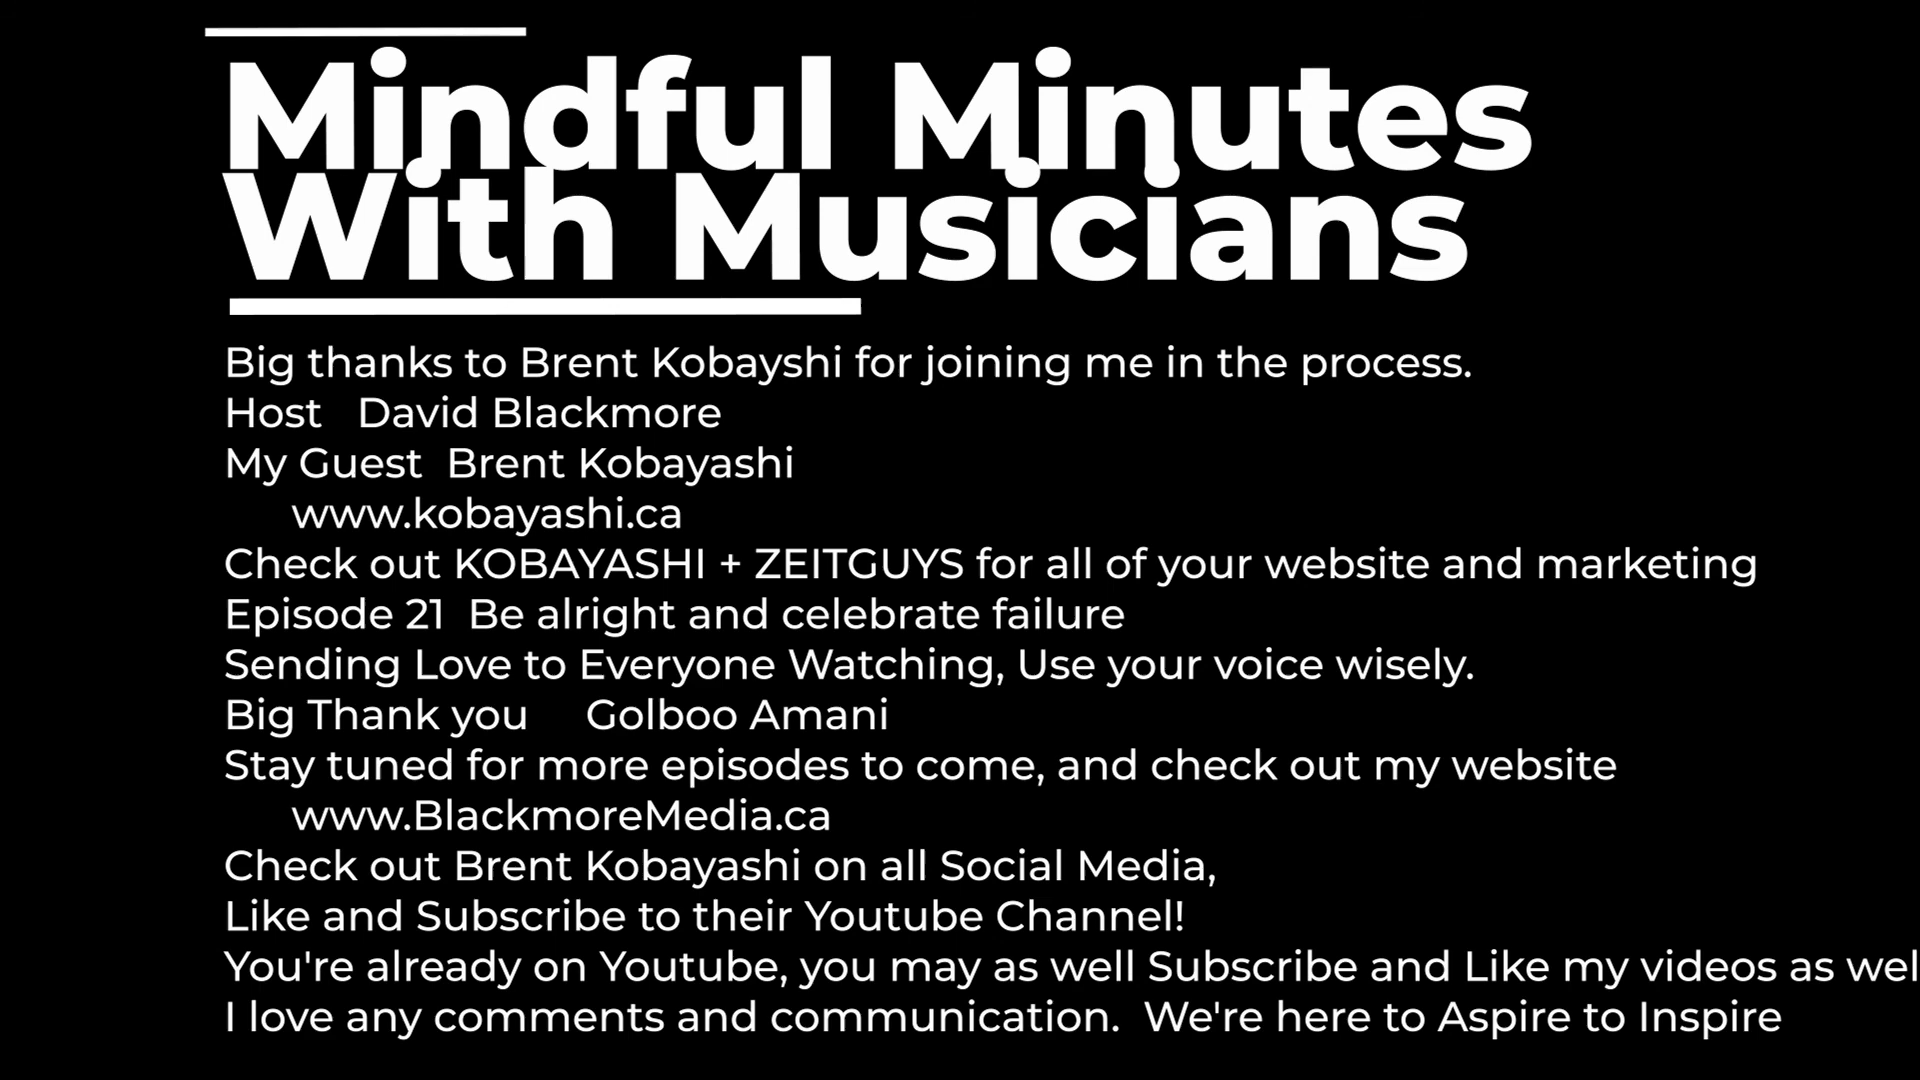 Mindful Minutes
With Musicians
Big thanks to Brent Kobayshi for joining me in the process.
Host   David Blackmore
My Guest  Brent Kobayashi
www.kobayashi.ca
Check out KOBAYASHI + ZEITGUYS for all of your website and marketing
Episode 21  Be alright and celebrate failure
Sending Love to Everyone Watching, Use your voice wisely.
Big Thank you     Golboo Amani
Stay tuned for more episodes to come, and check out my website
www.BlackmoreMedia.ca
Check out Brent Kobayashi on all Social Media,
Like and Subscribe to their Youtube Channel!
You're already on Youtube, you may as well Subscribe and Like my videos as wel
I love any comments and communication.  We're here to Aspire to Inspire